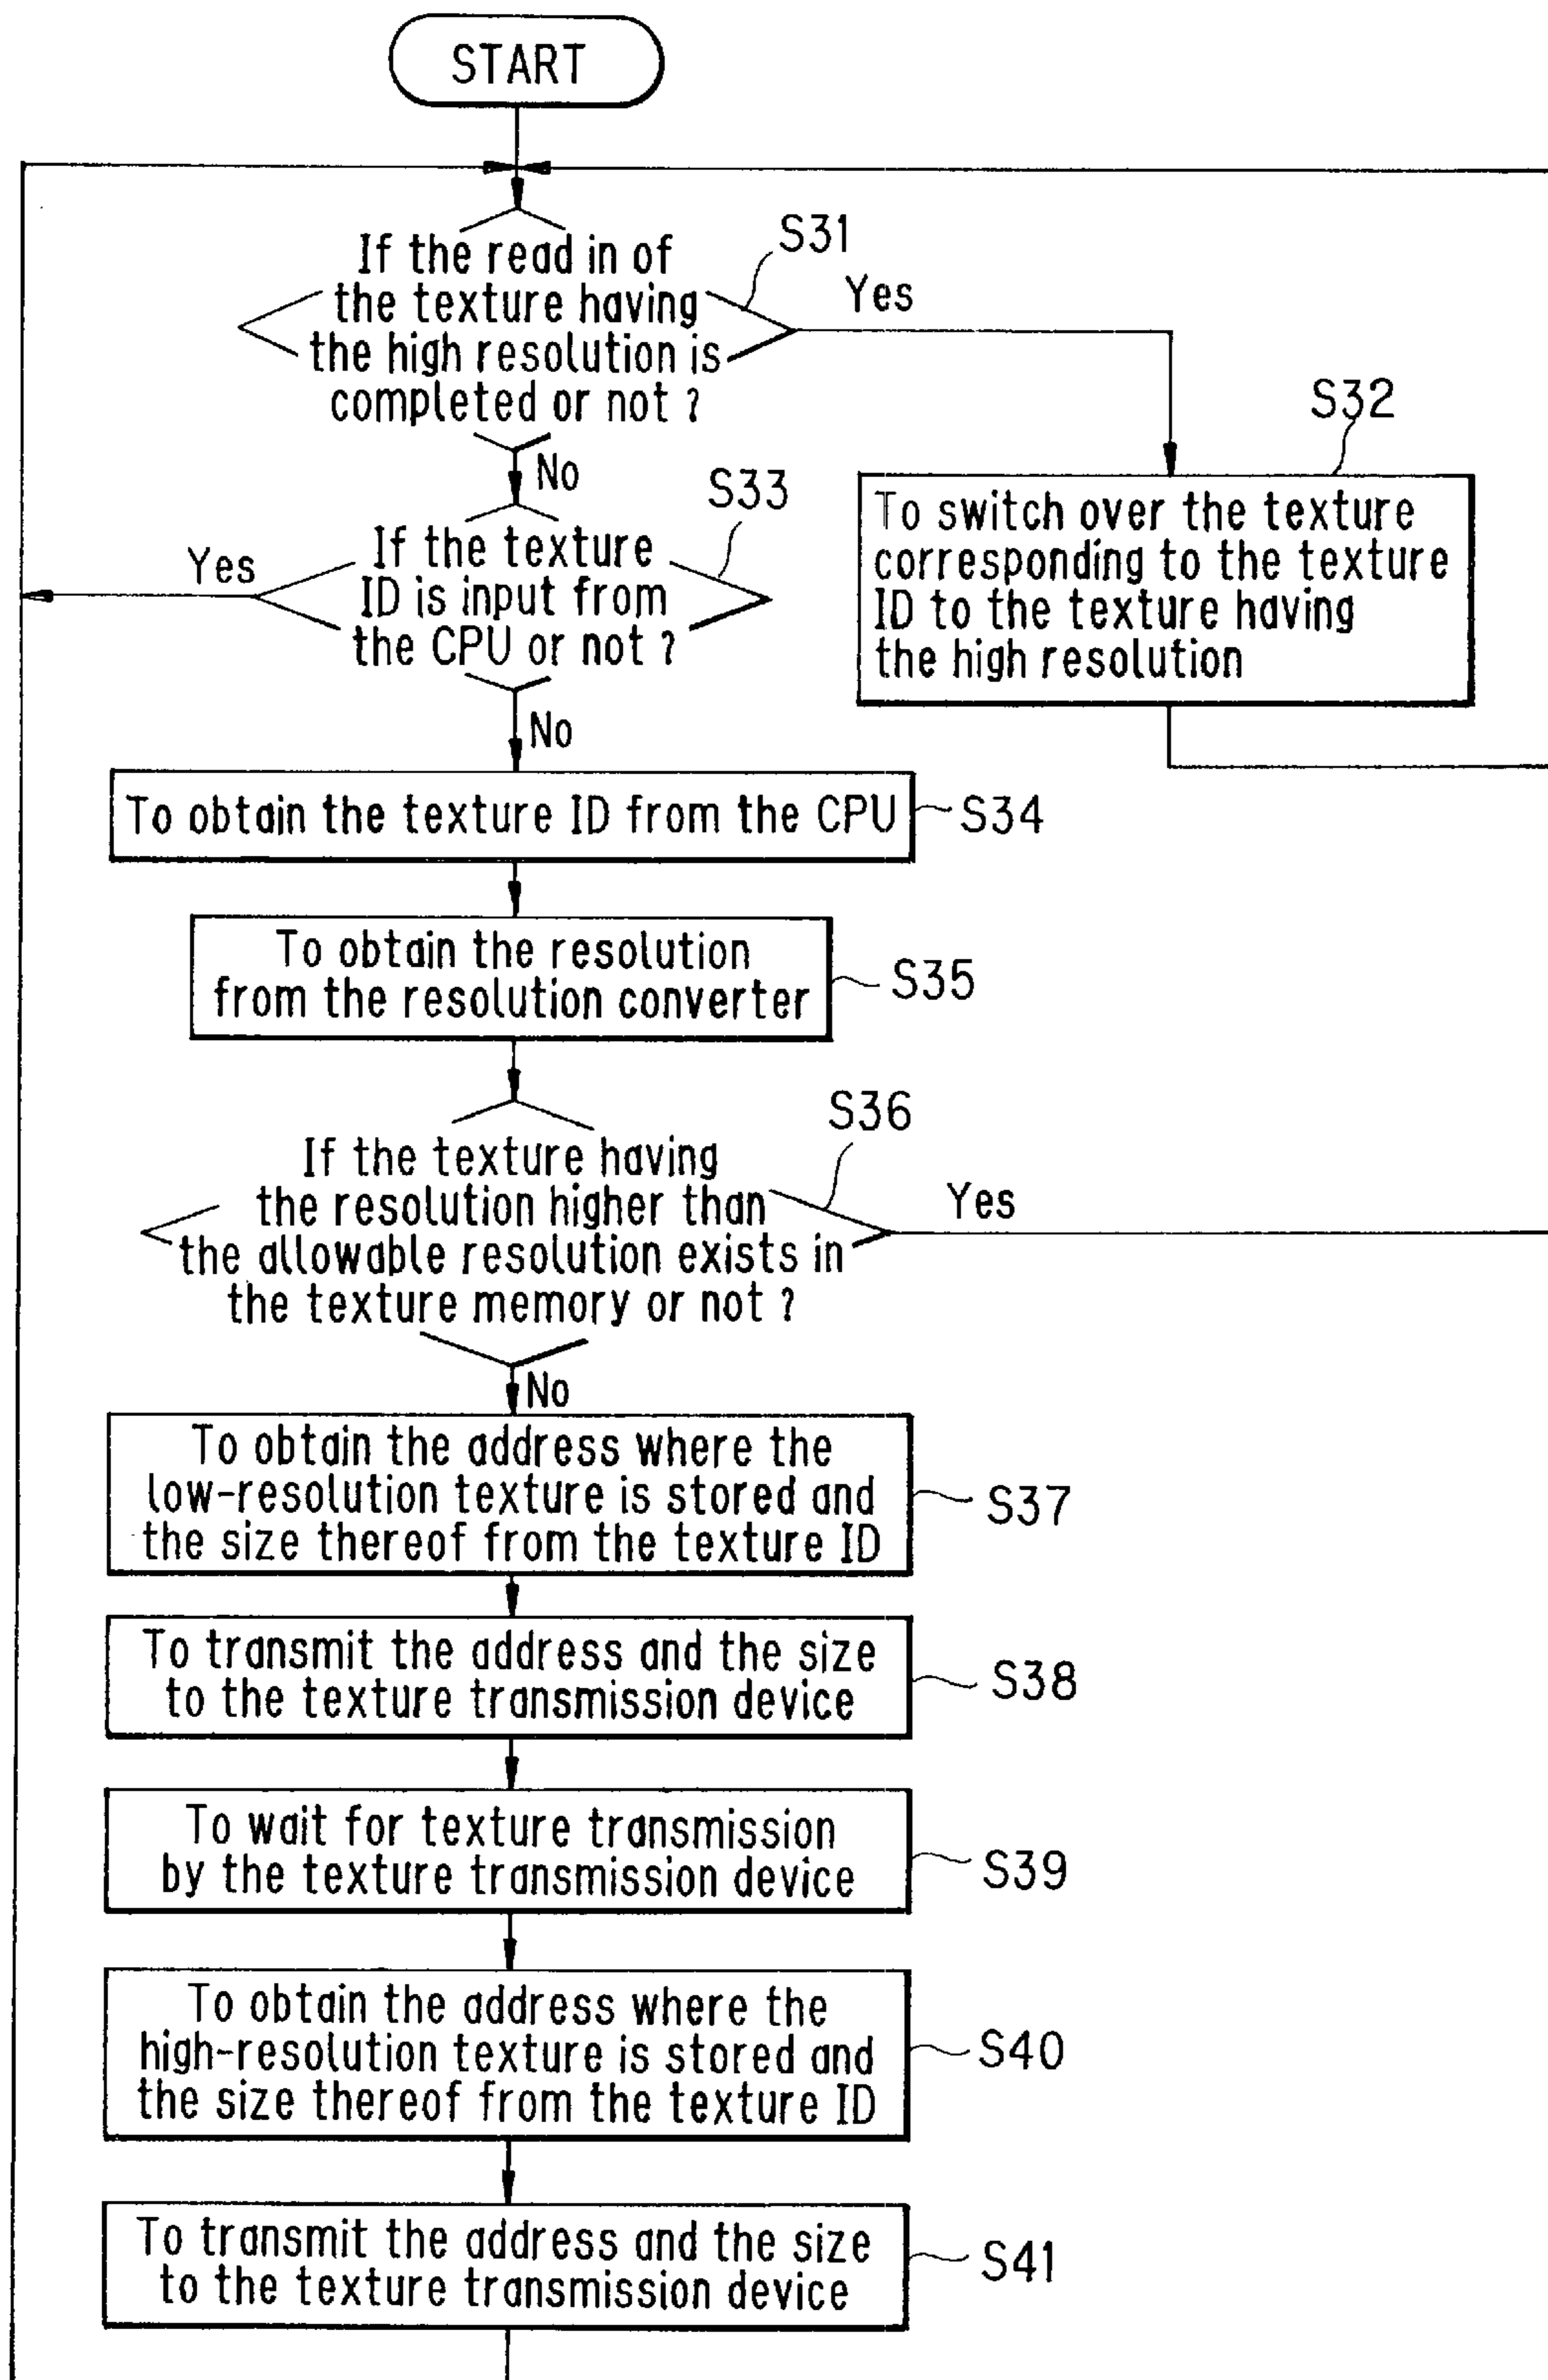 START
If the read in of
the texture having
the high resolution is
completed or not ?
S31
Yes
No
S32
To switch over the texture
corresponding to the texture
ID to the texture having
the high resolution
S33
If the texture
ID is input from
the CPU or not ?
Yes
No
To obtain the texture ID from the CPU
S34
To obtain the resolution
from the resolution converter
S35
S36
If the texture having
the resolution higher than
the allowable resolution exists in
the texture memory or not ?
Yes
No
To obtain the address where the
low-resolution texture is stored and
the size thereof from the texture ID
S37
To transmit the address and the size
to the texture transmission device
S38
To wait for texture transmission
by the texture transmission device
S39
To obtain the address where the
high-resolution texture is stored and
the size thereof from the texture ID
S40
To transmit the address and the size
to the texture transmission device
S41